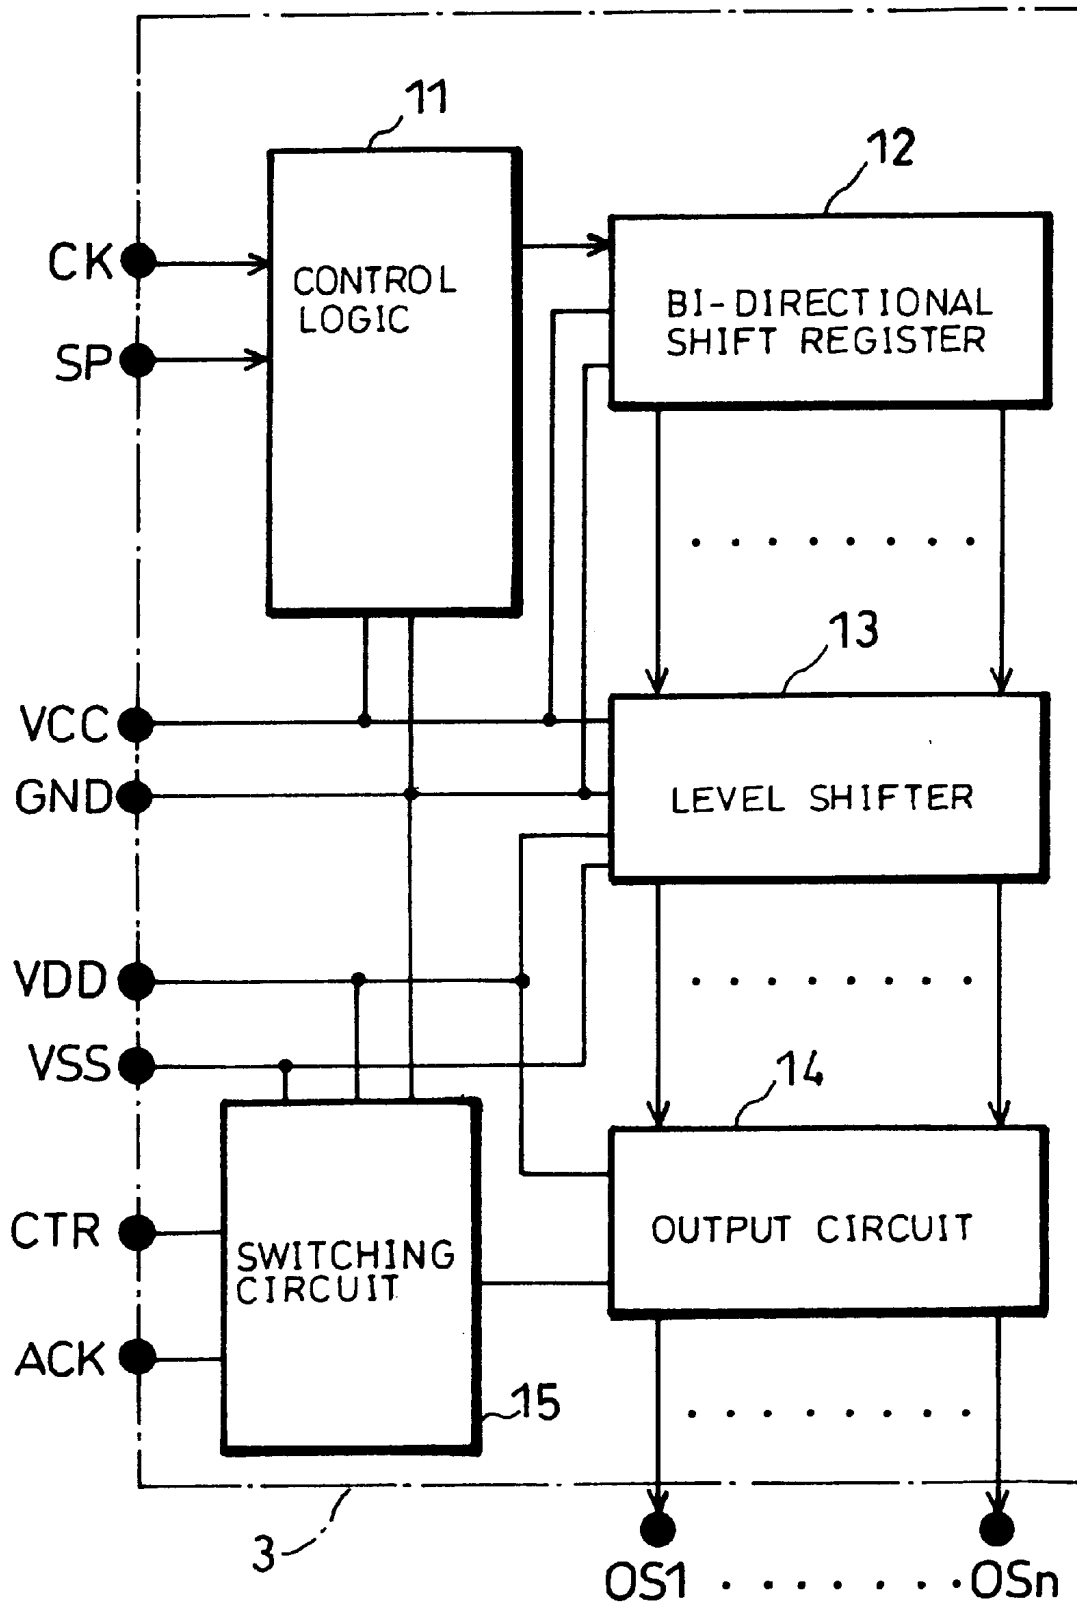 11
12
CK
CONTROL
LOGIC
BI-DIRECTIONAL
SHIFT REGISTER
SP
13
VCC
GND
LEVEL SHIFTER
VDD
VSS
14
CTR
SWITCHING
CIRCUIT
OUTPUT CIRCUIT
ACK
15
3
OS1 ........ OSn